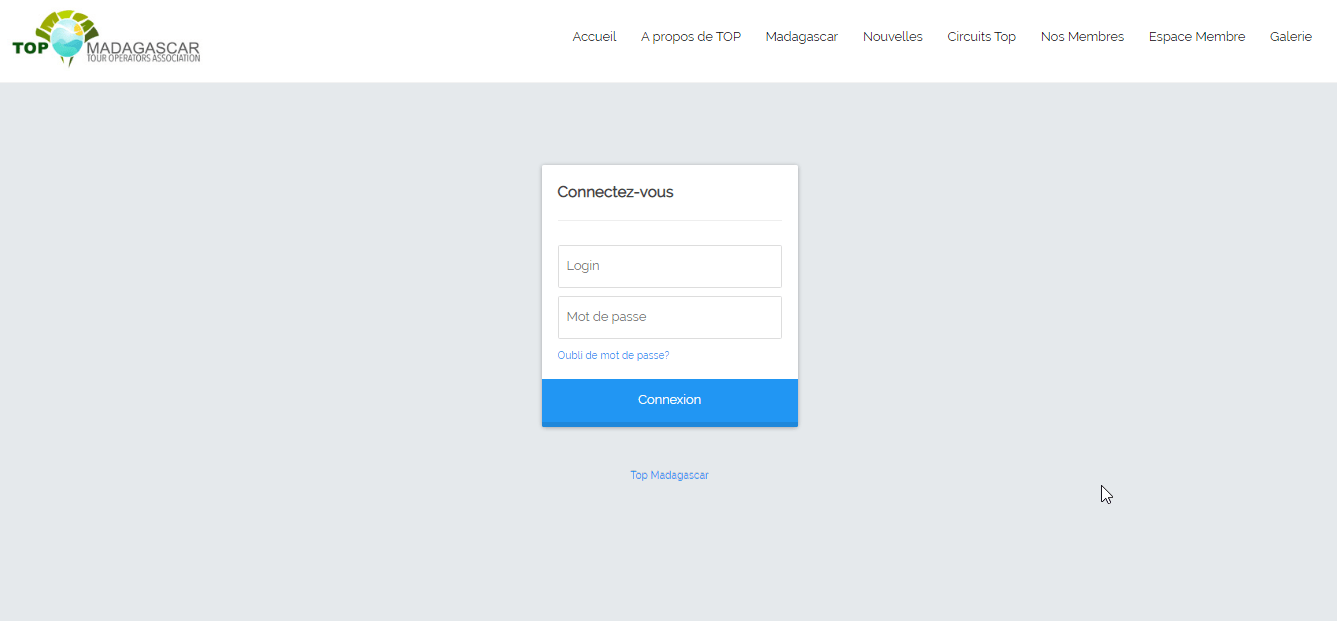 TOP MADAGASCAR
TOUR OPERATORS ASSOCIATION
Accueil A propos de TOP Madagascar Nouvelles Circuits Top Nos Membres Espace Membre Galerie
Connectez-vous
Login
Mot de passe
Oubli de mot de passe?
Connexion
Top Madagascar